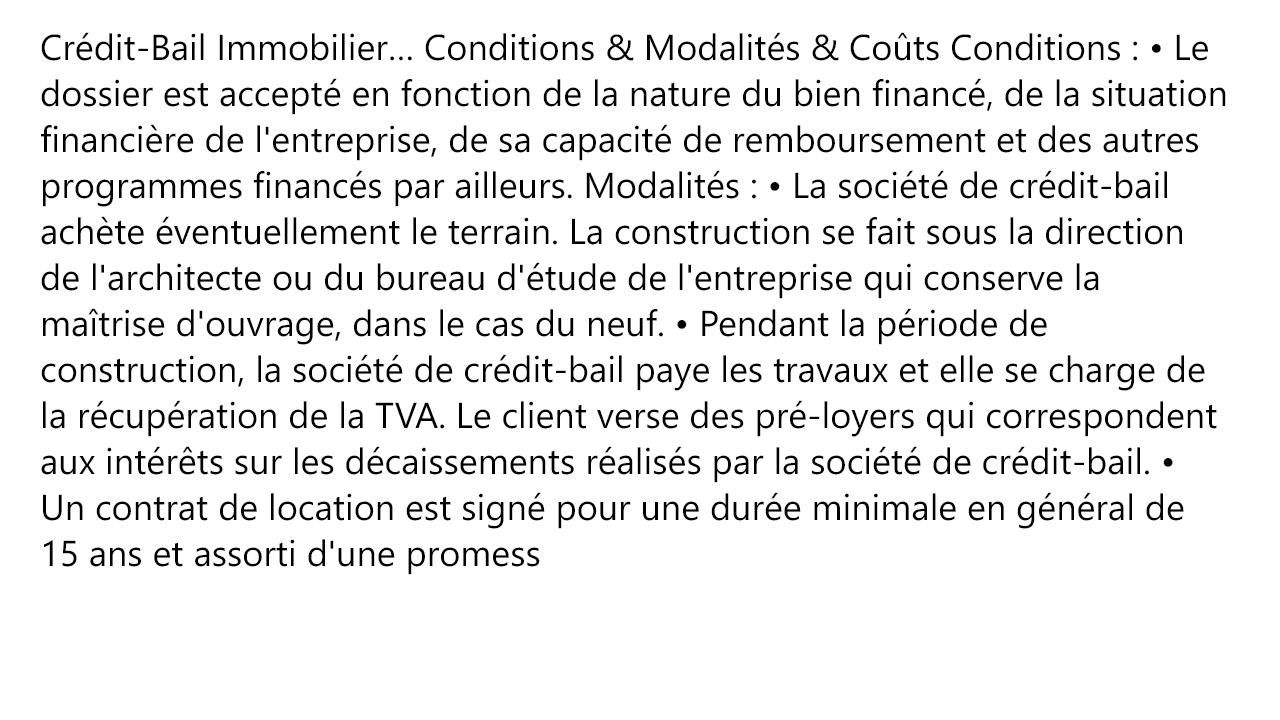 Crédit-Bail Immobilier… Conditions & Modalités & Coûts Conditions : • Le
dossier est accepté en fonction de la nature du bien financé, de la situation
financière de l'entreprise, de sa capacité de remboursement et des autres
programmes financés par ailleurs. Modalités : • La société de crédit-bail
achète éventuellement le terrain. La construction se fait sous la direction
de l'architecte ou du bureau d'étude de l'entreprise qui conserve la
maîtrise d'ouvrage, dans le cas du neuf. • Pendant la période de
construction, la société de crédit-bail paye les travaux et elle se charge de
la récupération de la TVA. Le client verse des pré-loyers qui correspondent
aux intérêts sur les décaissements réalisés par la société de crédit-bail. •
Un contrat de location est signé pour une durée minimale en général de
15 ans et assorti d'une promess